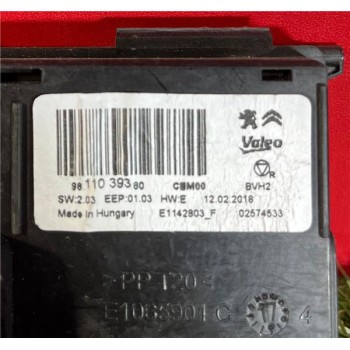 Valeo
98 110 393 80 CBM00 R BVH2
SW:2.03 EEP:01.03 HW:E 12.02.2018
Made in Hungary E1142803_F 02574533
>PP T20<
E1063901 C 4